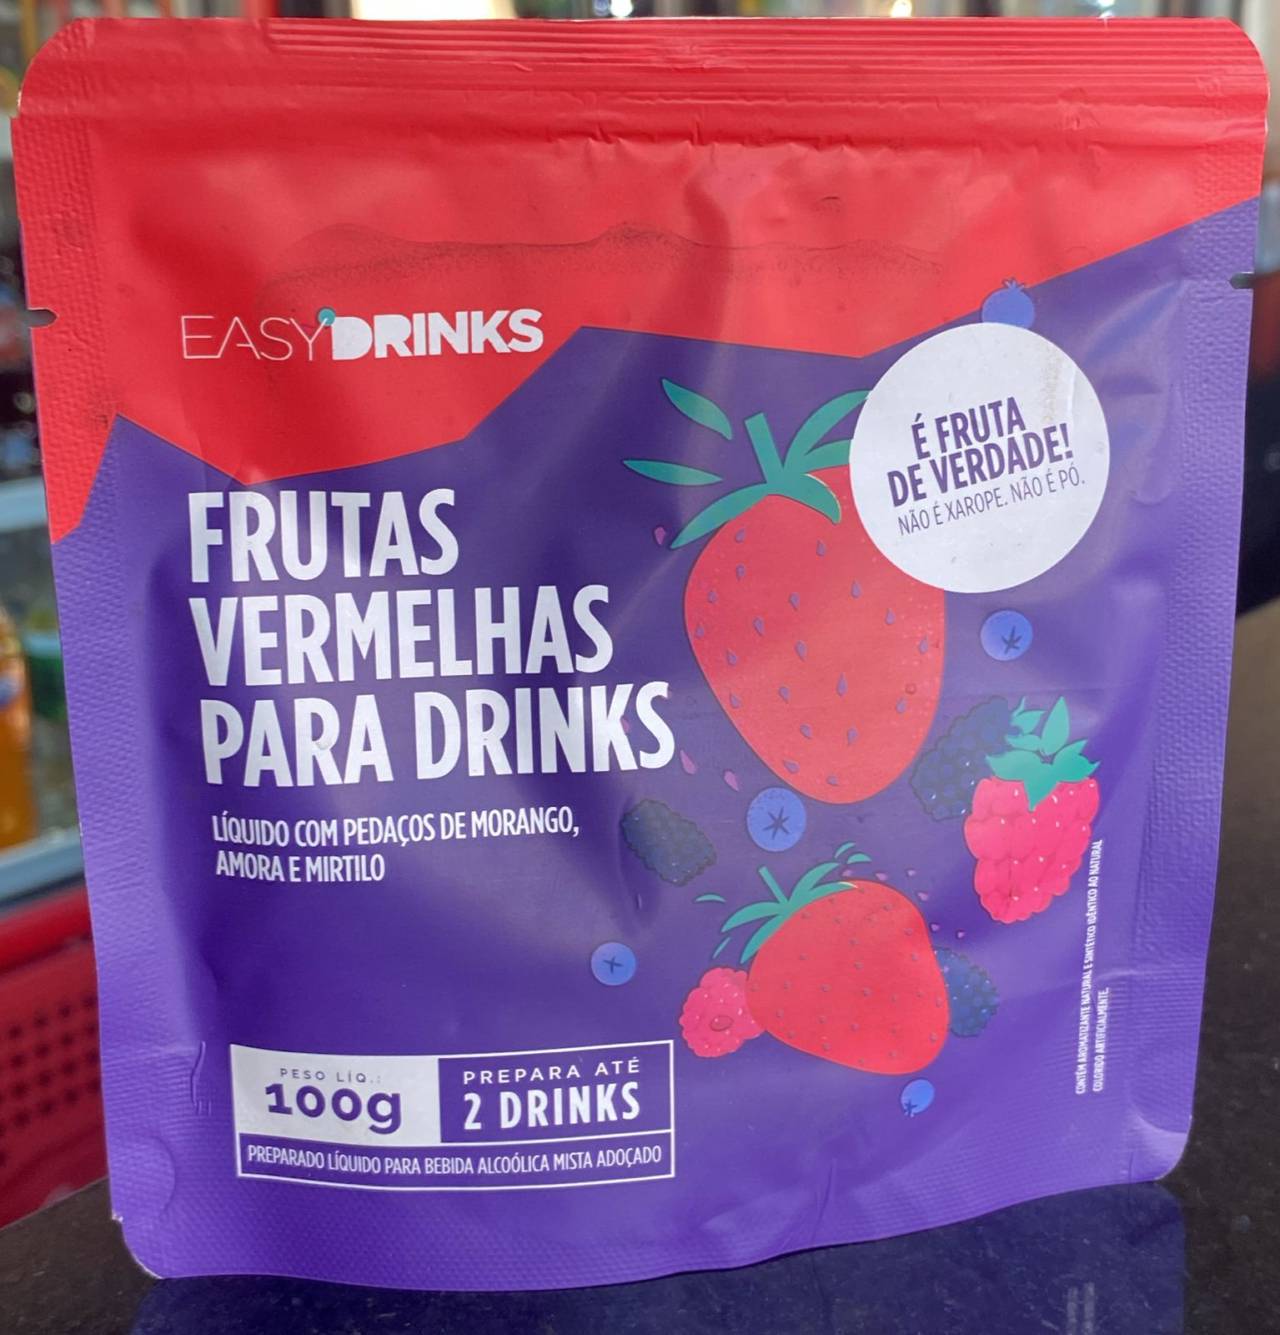 EASY'DRINKS
É FRUTA
DE VERDADE!
NÃO É XAROPE. NÃO É PÓ.
FRUTAS
VERMELHAS
PARA DRINKS
LÍQUIDO COM PEDAÇOS DE MORANGO,
AMORA E MIRTILO
PESO LÍQ.:
100g
PREPARA ATÉ
2 DRINKS
PREPARADO LÍQUIDO PARA BEBIDA ALCOÓLICA MISTA ADOÇADO
CONTÉM AROMATIZANTE NATURAL E SINTÉTICO IDÊNTICO AO NATURAL
COLORIDO ARTIFICIALMENTE.